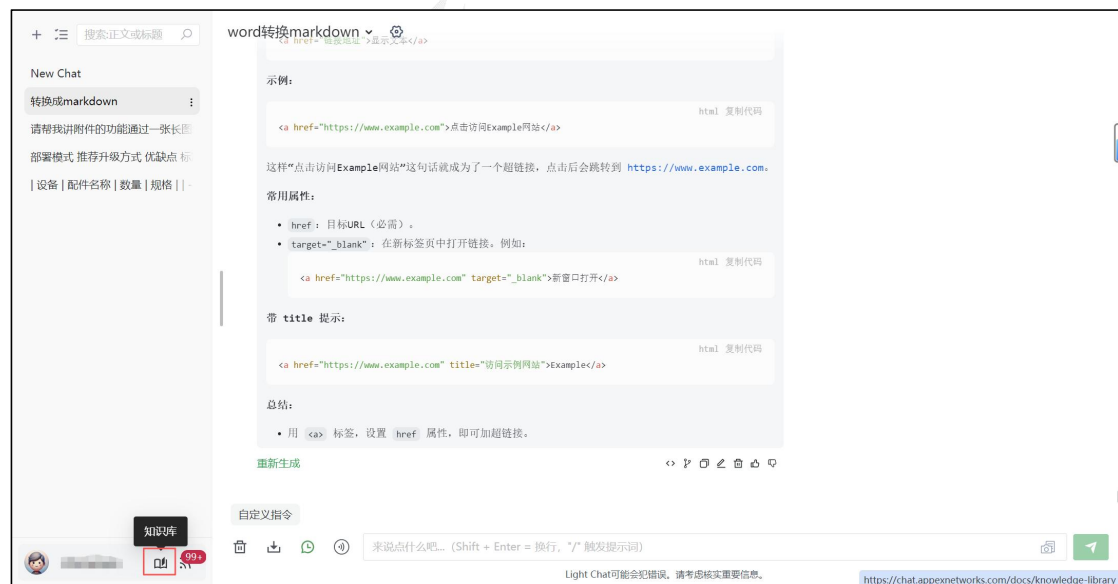 搜索:正文或标题
New Chat
转换成markdown
请帮我讲附件的功能通过一张长图
部署模式 推荐升级方式 优缺点 标
| 设备 | 配件名称 | 数量 | 规格 | | -
知识库
99+
word转换markdown
<a href="链接地址">显示文本</a>
示例:
html 复制代码
<a href="https://www.example.com">点击访问Example网站</a>
这样“点击访问Example网站”这句话就成为了一个超链接，点击后会跳转到 https://www.example.com。
常用属性:
• href: 目标URL（必需）。
• target="_blank": 在新标签页中打开链接。例如:
html 复制代码
<a href="https://www.example.com" target="_blank">新窗口打开</a>
带 title 提示:
html 复制代码
<a href="https://www.example.com" title="访问示例网站">Example</a>
总结:
• 用 <a> 标签，设置 href 属性，即可加超链接。
重新生成
自定义指令
来说点什么吧...（Shift + Enter = 换行，"/" 触发提示词）
Light Chat可能会犯错误。请考虑核实重要信息。
https://chat.appexnetworks.com/docs/knowledge-library